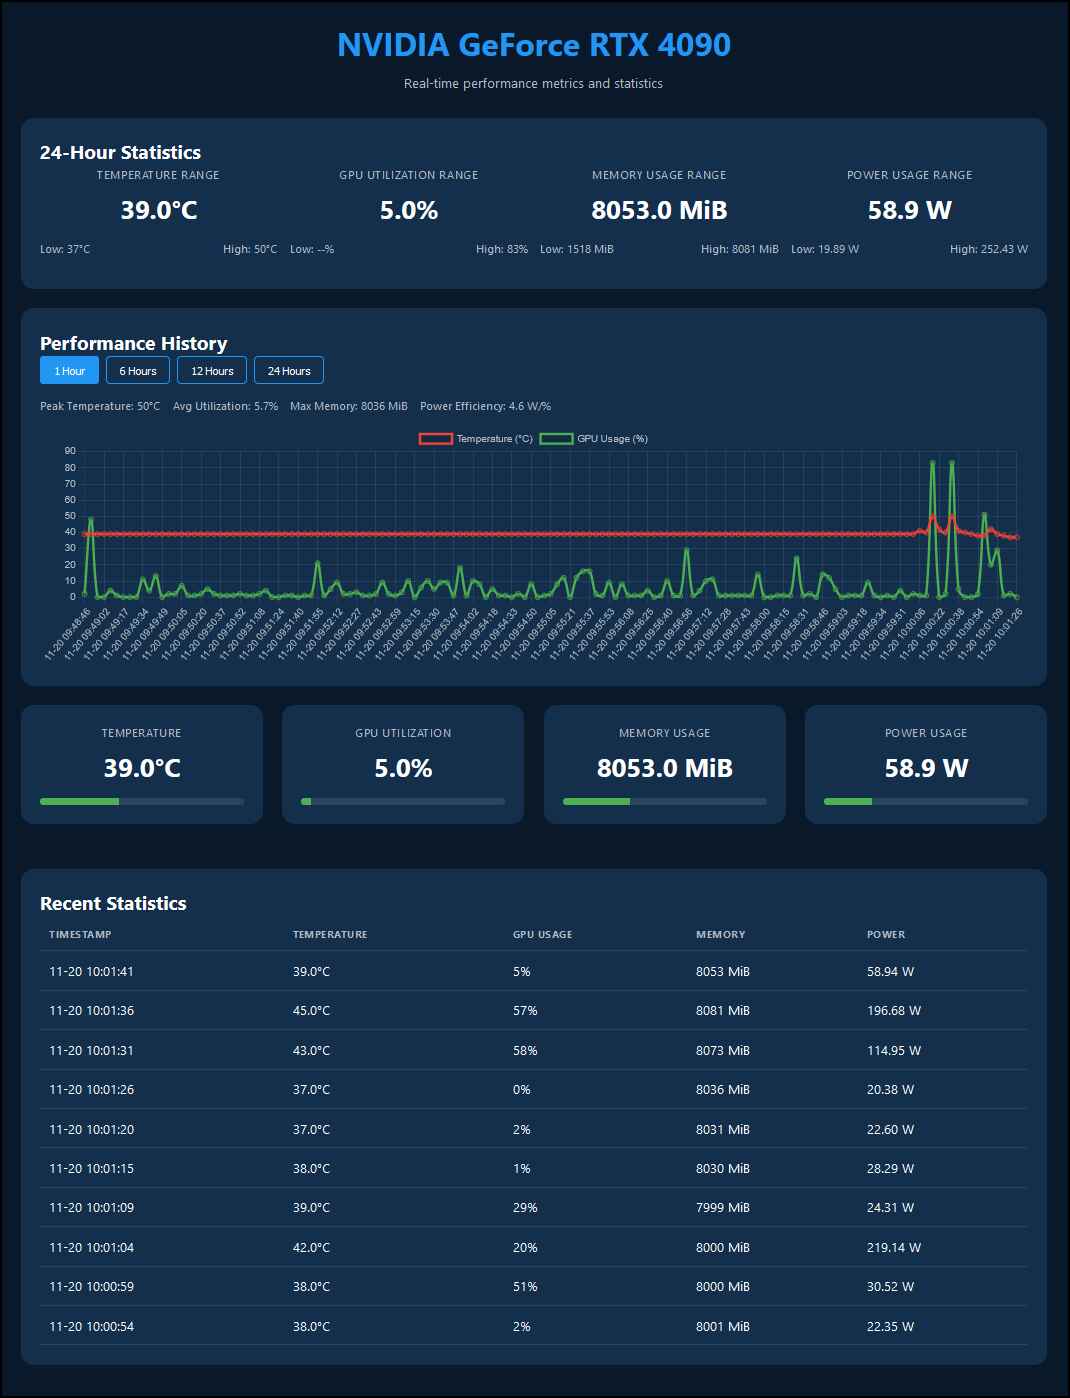 NVIDIA GeForce RTX 4090
Real-time performance metrics and statistics
24-Hour Statistics
TEMPERATURE RANGE GPU UTILIZATION RANGE MEMORY USAGE RANGE POWER USAGE RANGE
39.0°C 5.0% 8053.0 MiB 58.9 W
Low: 37°C High: 50°C Low: --% High: 83% Low: 1518 MiB High: 8081 MiB Low: 19.89 W High: 252.43 W
Performance History
1 Hour 6 Hours 12 Hours 24 Hours
Peak Temperature: 50°C Avg Utilization: 5.7% Max Memory: 8036 MiB Power Efficiency: 4.6 W/%
Temperature (°C) GPU Usage (%)
90
80
70
60
50
40
30
20
10
0
11-20 09:48:46 11-20 09:49:02 11-20 09:49:17 11-20 09:49:34 11-20 09:49:49 11-20 09:50:05 11-20 09:50:20 11-20 09:50:37 11-20 09:50:52 11-20 09:51:08 11-20 09:51:24 11-20 09:51:40 11-20 09:51:55 11-20 09:52:12 11-20 09:52:27 11-20 09:52:43 11-20 09:52:59 11-20 09:53:15 11-20 09:53:30 11-20 09:53:47 11-20 09:54:02 11-20 09:54:18 11-20 09:54:33 11-20 09:54:50 11-20 09:55:05 11-20 09:55:21 11-20 09:55:37 11-20 09:55:53 11-20 09:56:08 11-20 09:56:25 11-20 09:56:40 11-20 09:56:56 11-20 09:57:12 11-20 09:57:28 11-20 09:57:43 11-20 09:58:00 11-20 09:58:15 11-20 09:58:31 11-20 09:58:46 11-20 09:59:03 11-20 09:59:18 11-20 09:59:34 11-20 09:59:51 11-20 10:00:06 11-20 10:00:22 11-20 10:00:38 11-20 10:00:54 11-20 10:01:09 11-20 10:01:26
TEMPERATURE GPU UTILIZATION MEMORY USAGE POWER USAGE
39.0°C 5.0% 8053.0 MiB 58.9 W
Recent Statistics
TIMESTAMP TEMPERATURE GPU USAGE MEMORY POWER
11-20 10:01:41 39.0°C 5% 8053 MiB 58.94 W
11-20 10:01:36 45.0°C 57% 8081 MiB 196.68 W
11-20 10:01:31 43.0°C 58% 8073 MiB 114.95 W
11-20 10:01:26 37.0°C 0% 8036 MiB 20.38 W
11-20 10:01:20 37.0°C 2% 8031 MiB 22.60 W
11-20 10:01:15 38.0°C 1% 8030 MiB 28.29 W
11-20 10:01:09 39.0°C 29% 7999 MiB 24.31 W
11-20 10:01:04 42.0°C 20% 8000 MiB 219.14 W
11-20 10:00:59 38.0°C 51% 8000 MiB 30.52 W
11-20 10:00:54 38.0°C 2% 8001 MiB 22.35 W